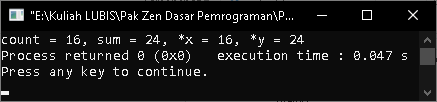 "E:\Kuliah LUBIS\Pak Zen Dasar Pemrograman\P...
count = 16, sum = 24, *x = 16, *y = 24
Process returned 0 (0x0)   execution time : 0.047 s
Press any key to continue.